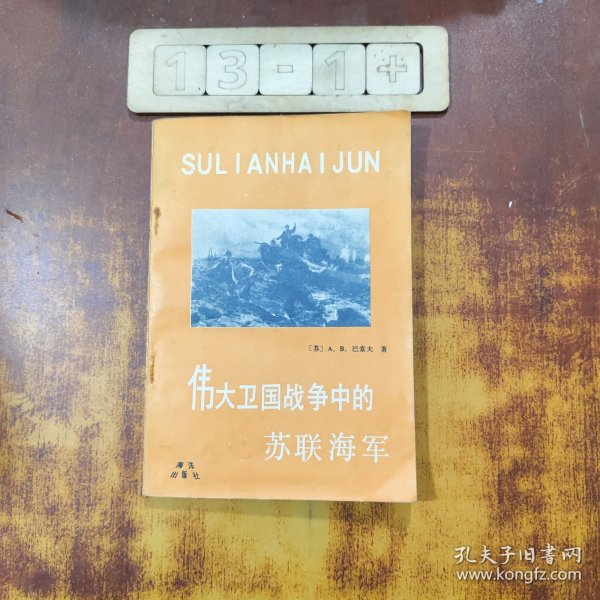 13-1+
SULIANHAIJUN
〔苏〕A．B．巴索夫 著
伟大卫国战争中的
苏联海军
海洋
出版社
孔夫子旧书网
www.kongfz.com